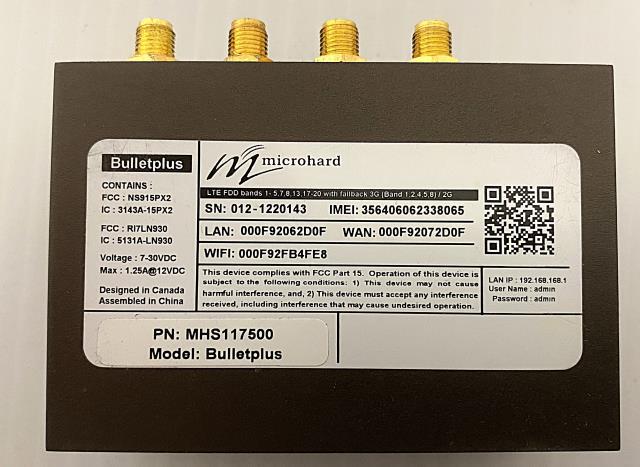 Bulletplus
CONTAINS :
FCC : NS915PX2
IC : 3143A-15PX2
FCC : RI7LN930
IC : 5131A-LN930
Voltage : 7-30VDC
Max : 1.25A@12VDC
Designed in Canada
Assembled in China
microhard
LTE FDD bands 1- 5,7,8,13,17-20 with fallback 3G (Band 1,2,4,5,8) / 2G
SN: 012-1220143 IMEI: 356406062338065
LAN: 000F92062D0F WAN: 000F92072D0F
WIFI: 000F92FB4FE8
This device complies with FCC Part 15. Operation of this device is
subject to the following conditions: 1) This device may not cause
harmful interference, and, 2) This device must accept any interference
received, including interference that may cause undesired operation.
LAN IP : 192.168.168.1
User Name : admin
Password : admin
PN: MHS117500
Model: Bulletplus